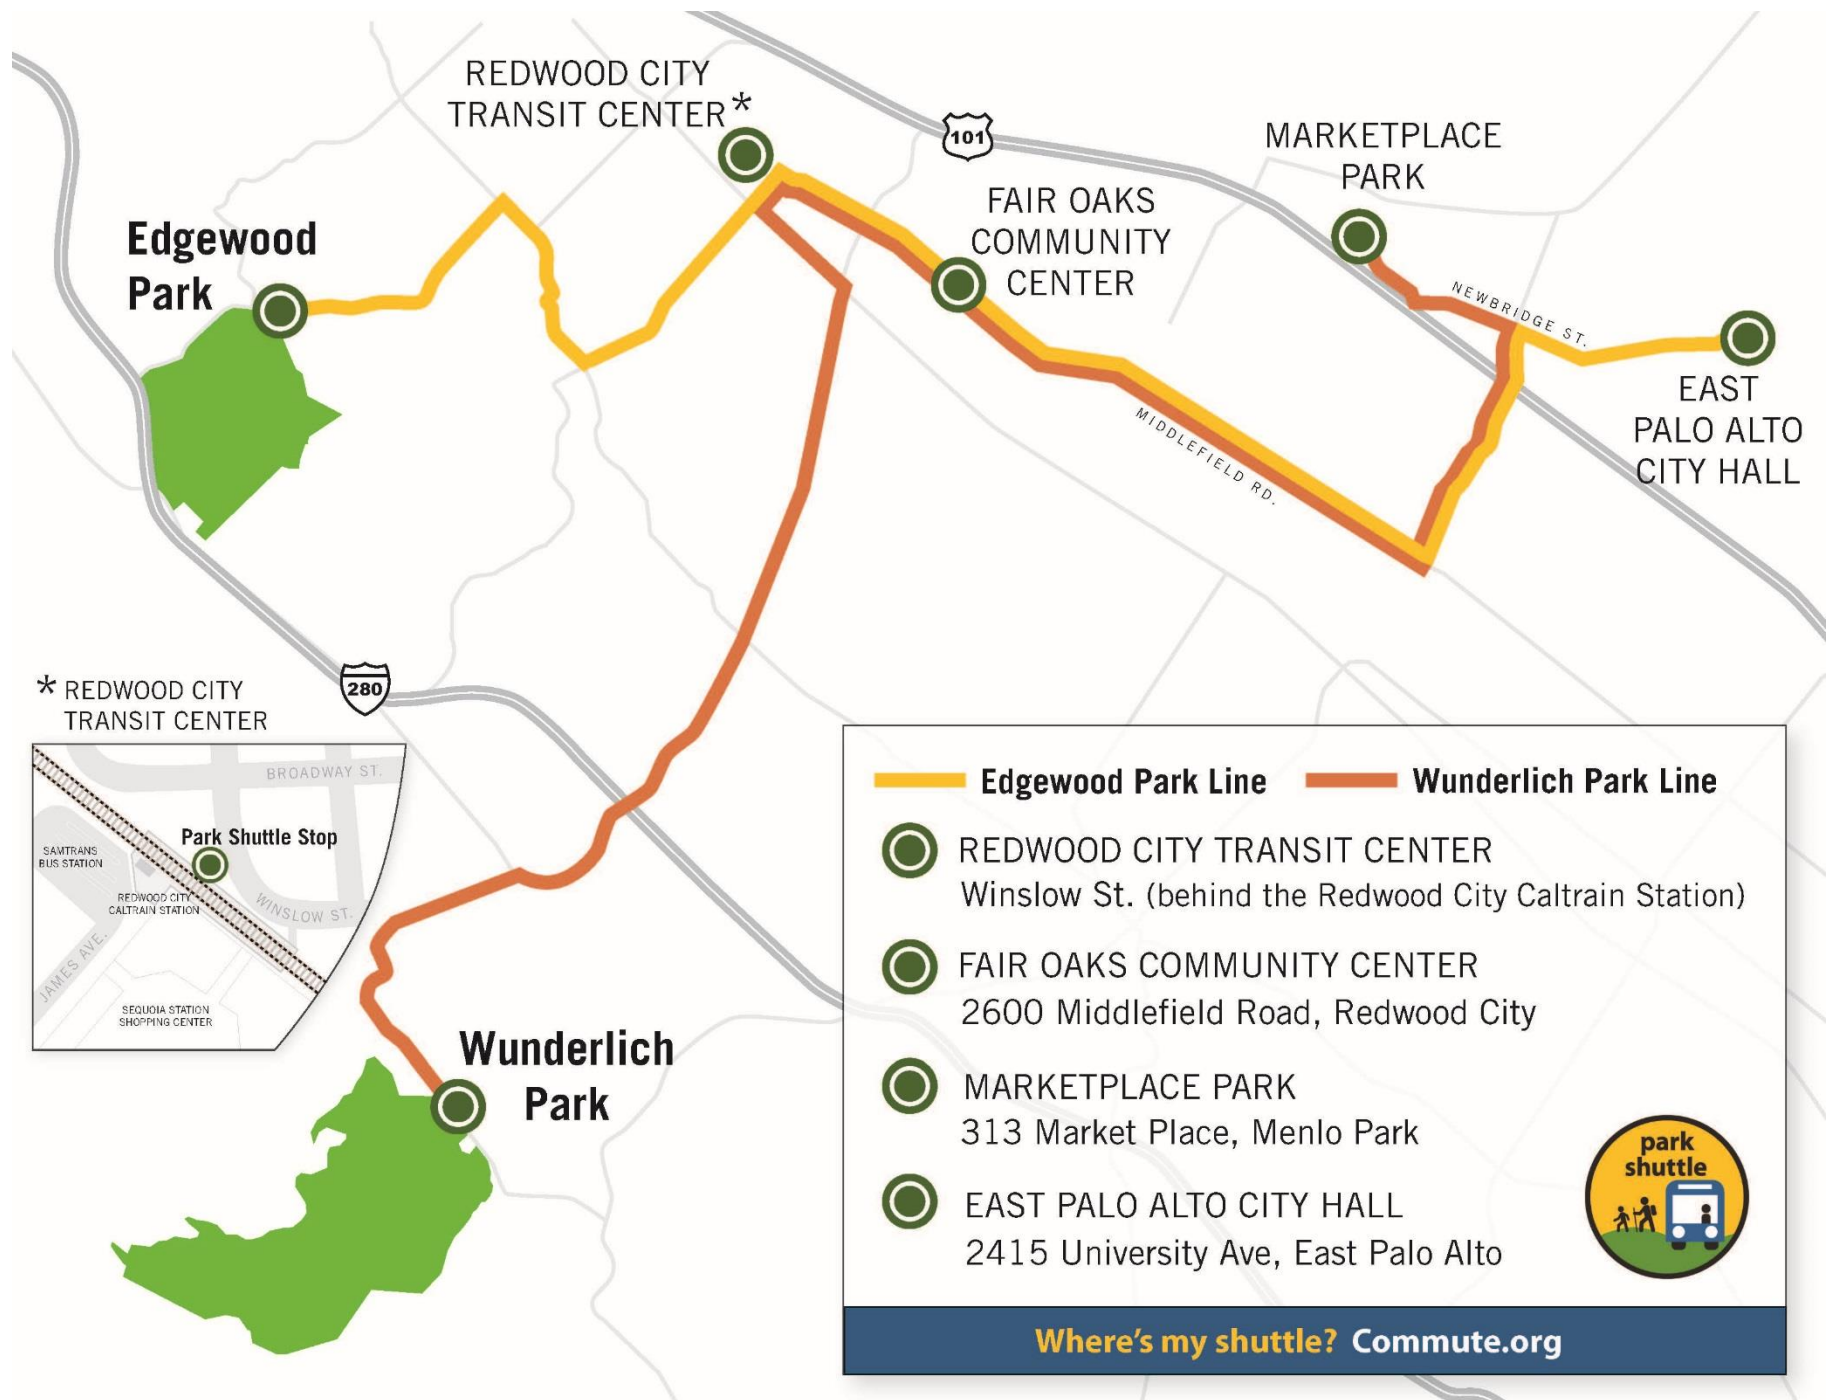 REDWOOD CITY
TRANSIT CENTER*
101
MARKETPLACE
PARK
FAIR OAKS
COMMUNITY
CENTER
Edgewood
Park
NEWBRIDGE ST.
EAST
PALO ALTO
CITY HALL
MIDDLEFIELD RD.
280
* REDWOOD CITY
TRANSIT CENTER
BROADWAY ST.
Park Shuttle Stop
SAMTRANS
BUS STATION
REDWOOD CITY
CALTRAIN STATION
WINSLOW ST.
JAMES AVE.
SEQUOIA STATION
SHOPPING CENTER
Wunderlich
Park
Edgewood Park Line
Wunderlich Park Line
REDWOOD CITY TRANSIT CENTER
Winslow St. (behind the Redwood City Caltrain Station)
FAIR OAKS COMMUNITY CENTER
2600 Middlefield Road, Redwood City
MARKETPLACE PARK
313 Market Place, Menlo Park
EAST PALO ALTO CITY HALL
2415 University Ave, East Palo Alto
park
shuttle
Where's my shuttle? Commute.org